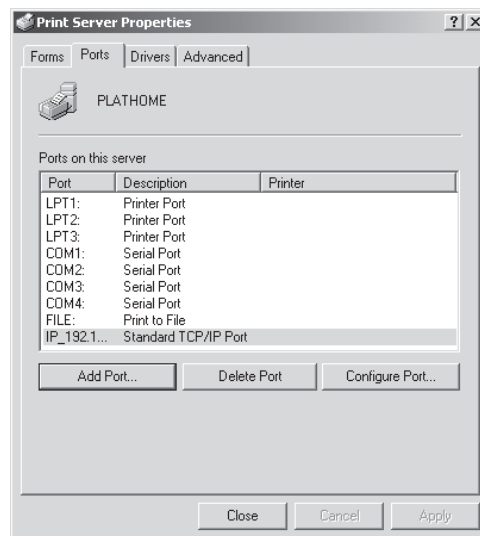 Print Server Properties
Forms Ports Drivers Advanced
PLATHOME
Ports on this server
Port Description Printer
LPT1: Printer Port
LPT2: Printer Port
LPT3: Printer Port
COM1: Serial Port
COM2: Serial Port
COM3: Serial Port
COM4: Serial Port
FILE: Print to File
IP_192.1... Standard TCP/IP Port
Add Port... Delete Port Configure Port...
Close Cancel Apply